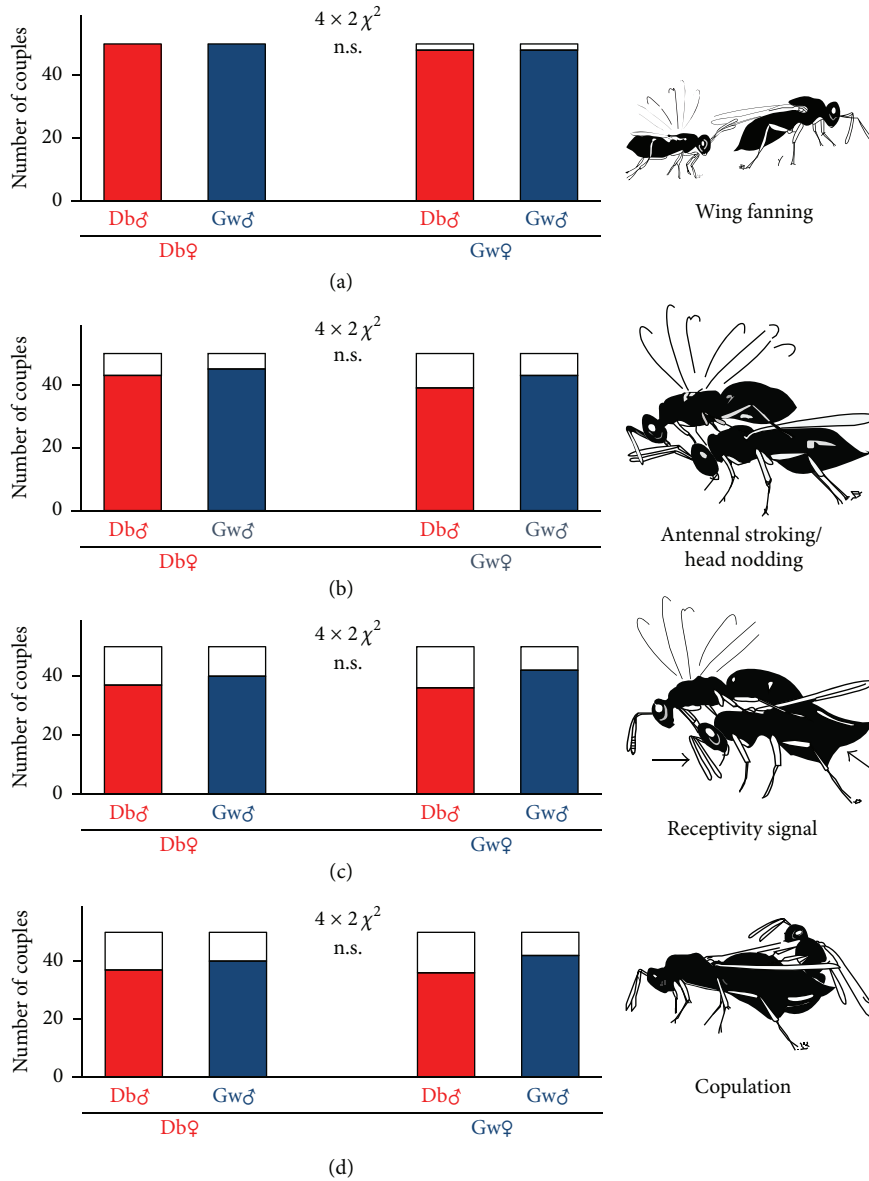 Number of couples
40
20
0
4 × 2 χ²
n.s.
Db♂ Gw♂ Db♂ Gw♂
Db♀ Gw♀
Wing fanning
(a)
Number of couples
40
20
0
4 × 2 χ²
n.s.
Db♂ Gw♂ Db♂ Gw♂
Db♀ Gw♀
Antennal stroking/
head nodding
(b)
Number of couples
40
20
0
4 × 2 χ²
n.s.
Db♂ Gw♂ Db♂ Gw♂
Db♀ Gw♀
Receptivity signal
(c)
Number of couples
40
20
0
4 × 2 χ²
n.s.
Db♂ Gw♂ Db♂ Gw♂
Db♀ Gw♀
Copulation
(d)